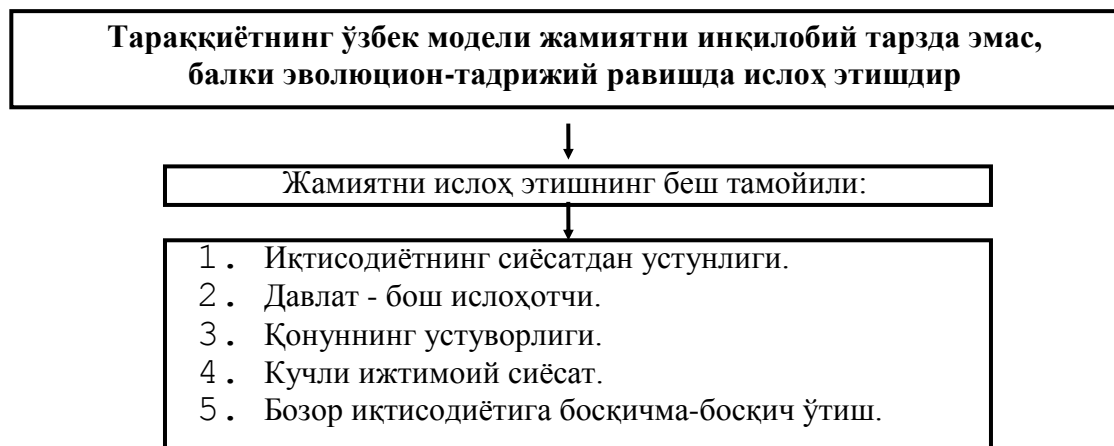 Тараққиётнинг ўзбек модели жамиятни инқилобий тарзда эмас,
балки эволюцион-тадрижий равишда ислоҳ этишдир
Жамиятни ислоҳ этишнинг беш тамойили:
1. Иқтисодиётнинг сиёсатдан устунлиги.
2. Давлат - бош ислоҳотчи.
3. Қонуннинг устуворлиги.
4. Кучли ижтимоий сиёсат.
5. Бозор иқтисодиётига босқичма-босқич ўтиш.